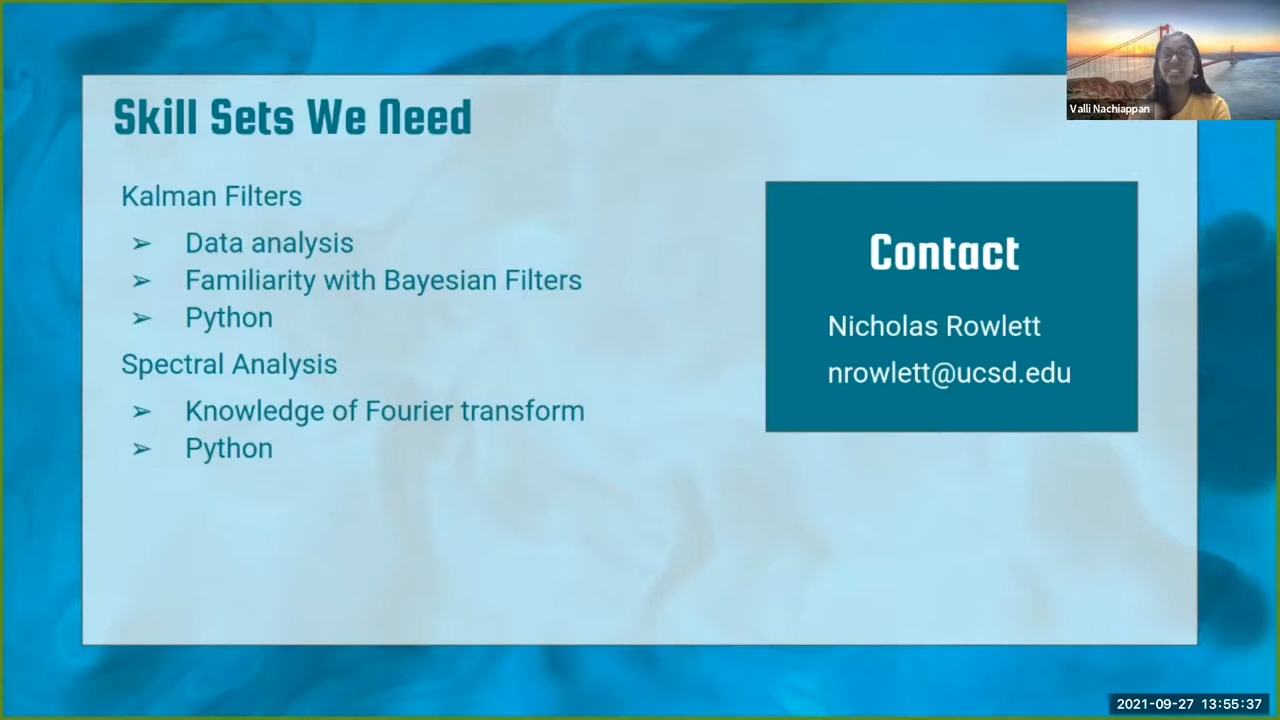 Skill Sets We Need
Kalman Filters
➢ Data analysis
➢ Familiarity with Bayesian Filters
➢ Python
Spectral Analysis
➢ Knowledge of Fourier transform
➢ Python
Contact
Nicholas Rowlett
nrowlett@ucsd.edu
Valli Nachiappan
2021-09-27 13:55:37